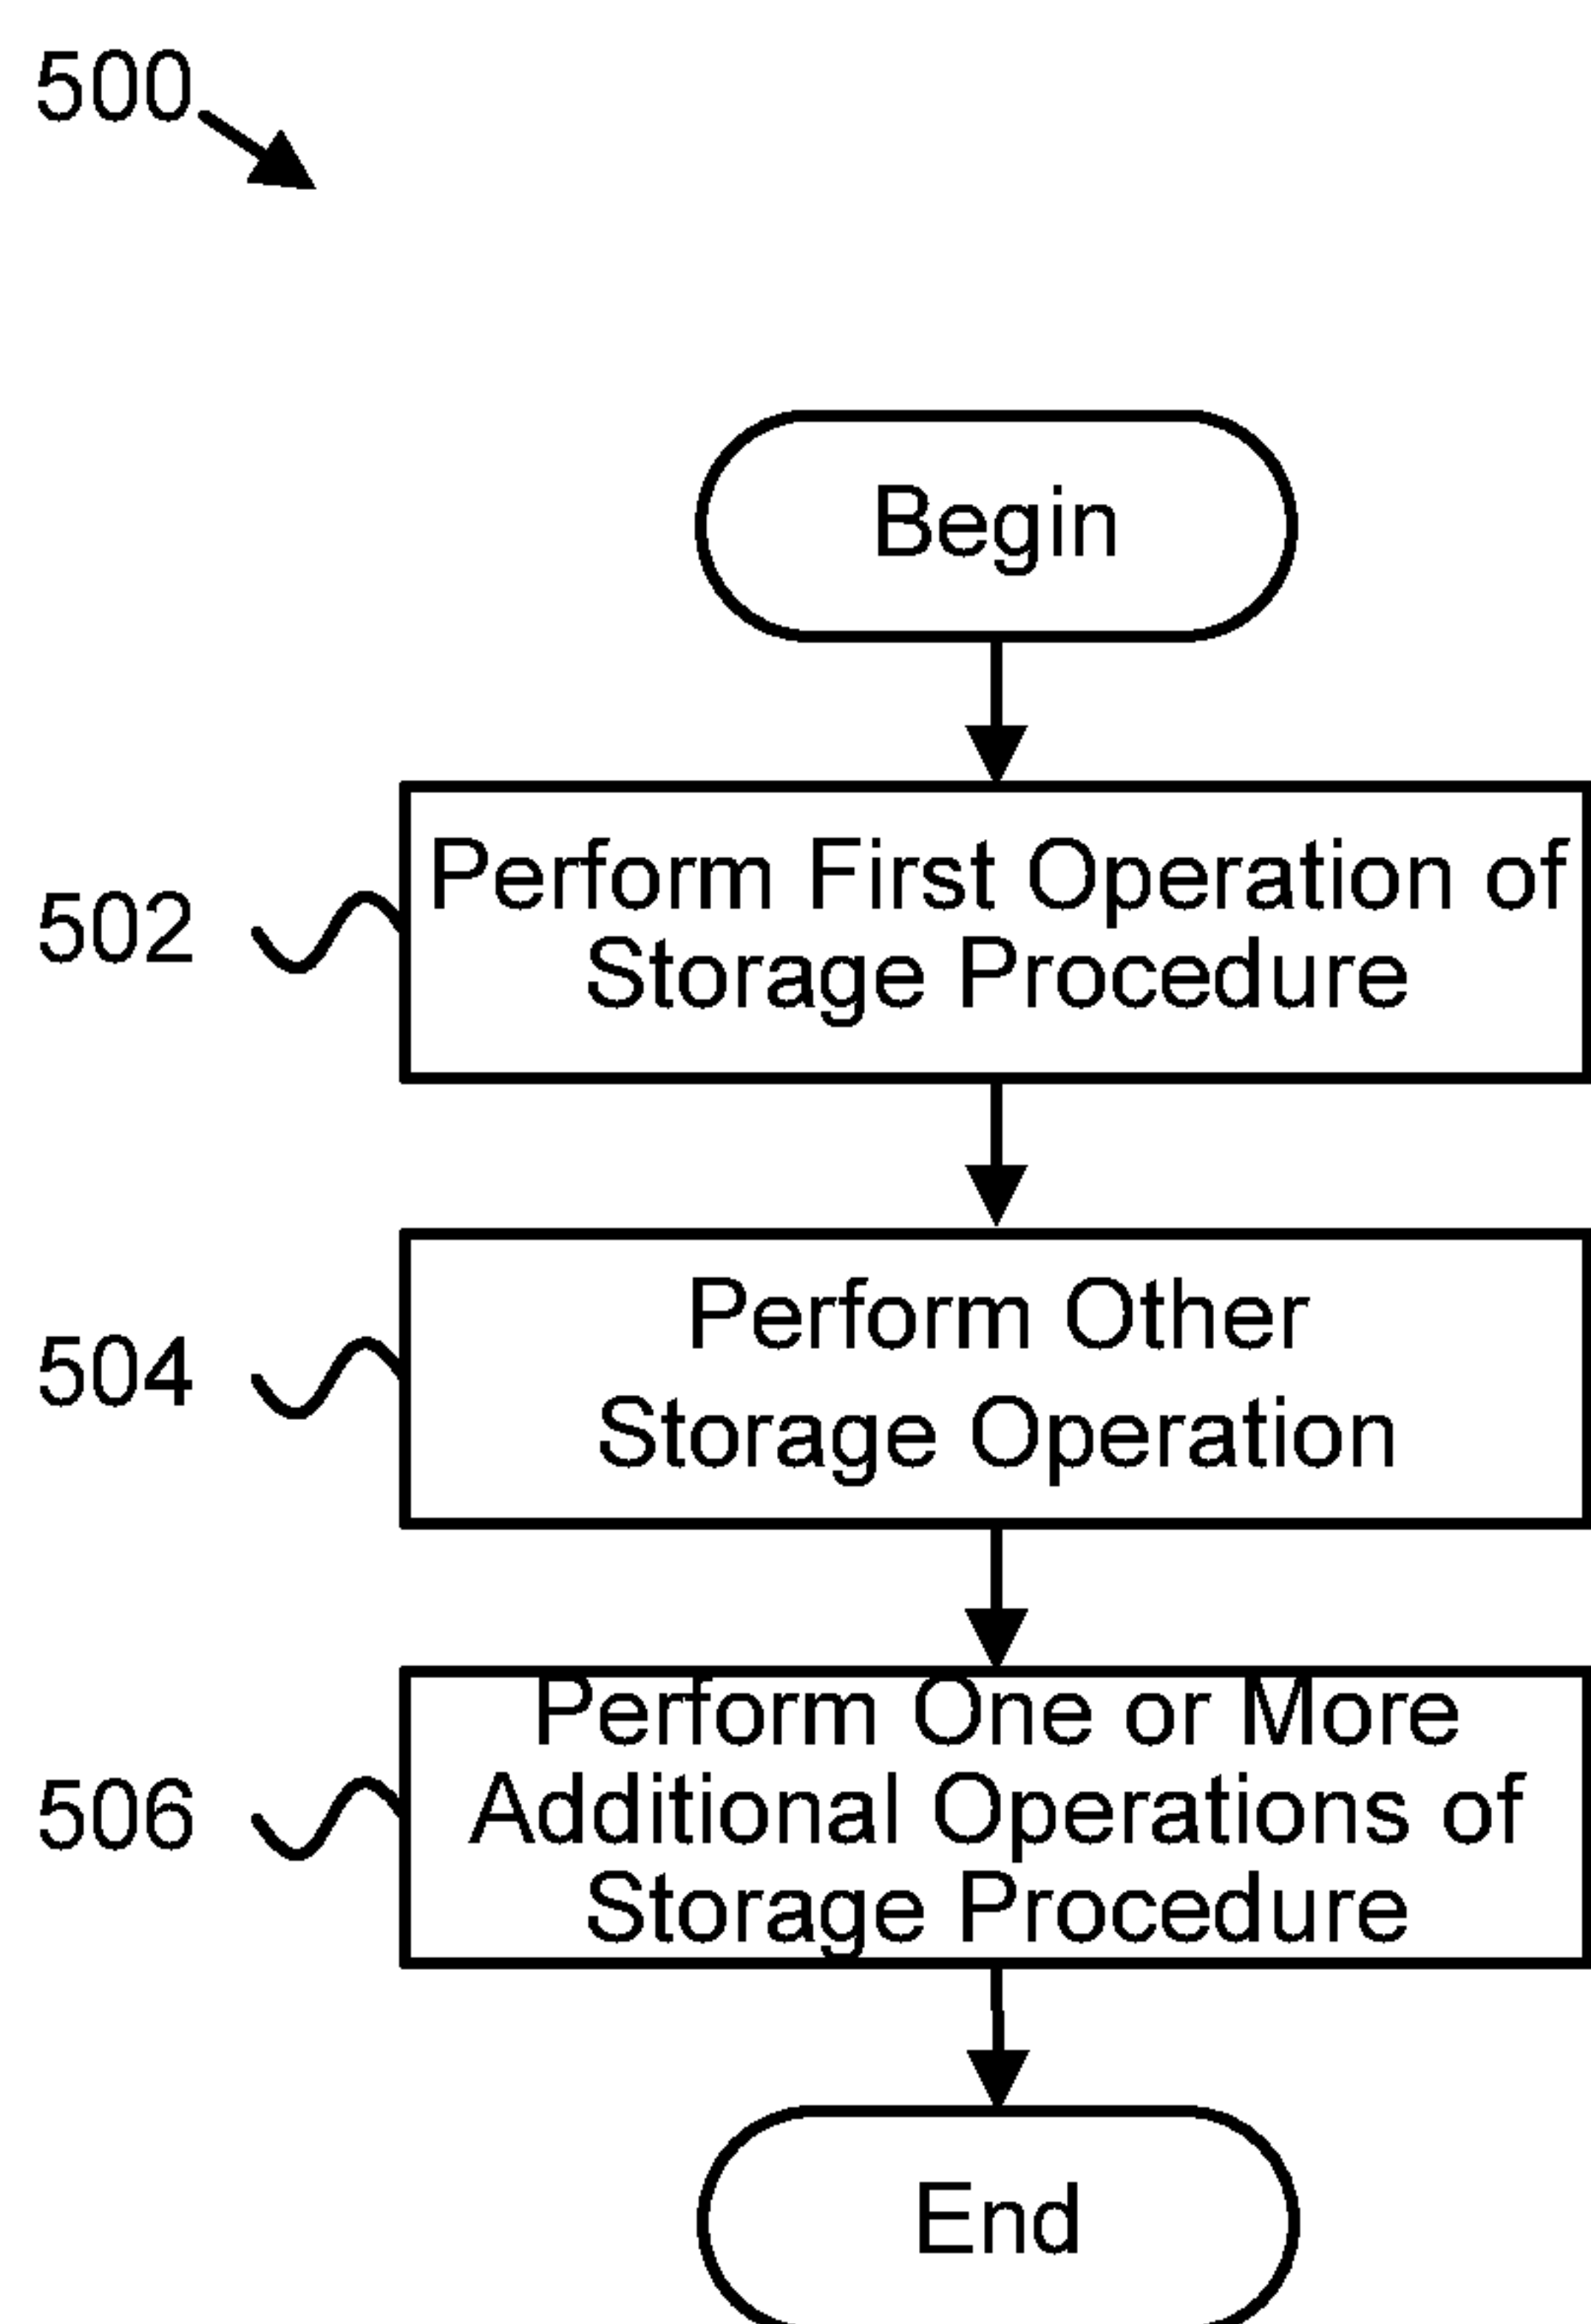 500
Begin
502
Perform First Operation of
Storage Procedure
504
Perform Other
Storage Operation
506
Perform One or More
Additional Operations of
Storage Procedure
End